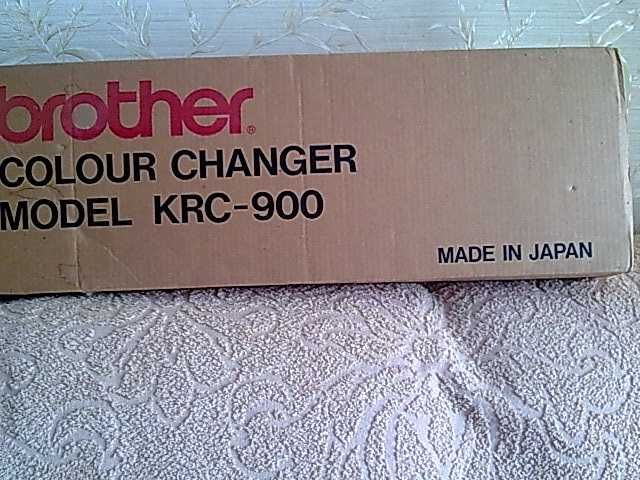 brother®
COLOUR CHANGER
MODEL KRC-900
MADE IN JAPAN